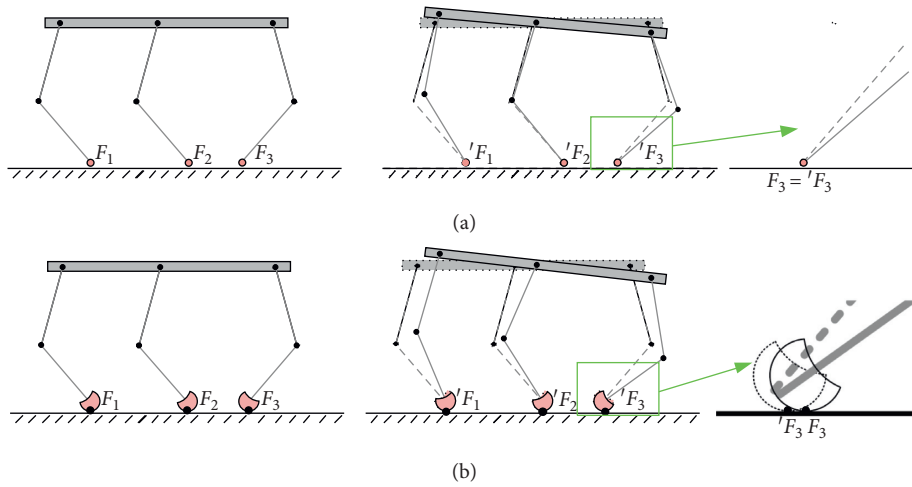 F₁ F₂ F₃ ′F₁ ′F₂ ′F₃
F₃ = ′F₃
(a)
F₁ F₂ F₃ ′F₁ ′F₂ ′F₃
′F₃ F₃
(b)